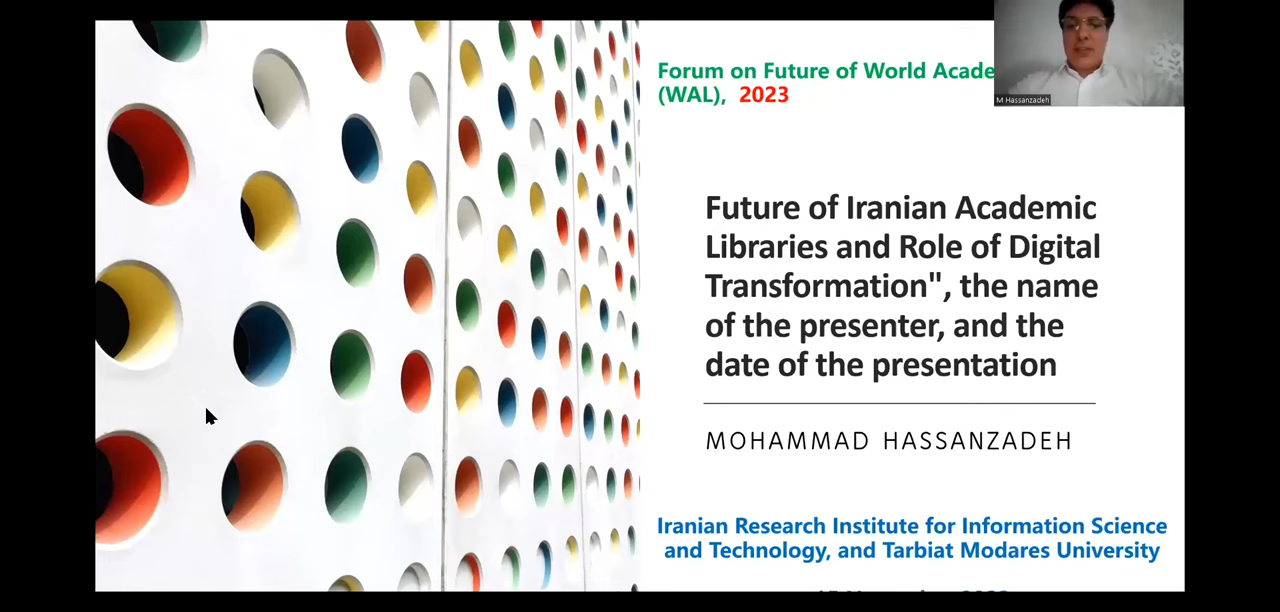 Forum on Future of World Acade
(WAL), 2023
M Hassanzadeh
Future of Iranian Academic
Libraries and Role of Digital
Transformation", the name
of the presenter, and the
date of the presentation
MOHAMMAD HASSANZADEH
Iranian Research Institute for Information Science
and Technology, and Tarbiat Modares University